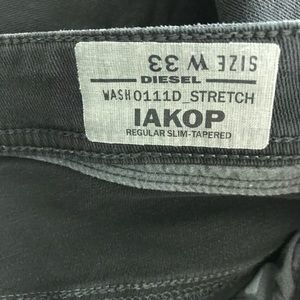 SIZE W 33
DIESEL
WASH 0111D_STRETCH
IAKOP
REGULAR SLIM-TAPERED